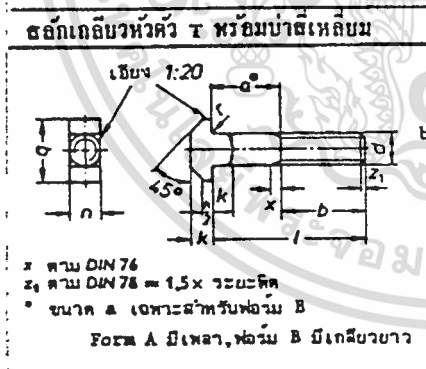 สลักเกลียวหัวตัว T พร้อมบ่าสี่เหลี่ยม
เอียง 1:20
a*
r
a
n
45°
k
k
x
b
l
d
z₁
x ตาม DIN 76
z₁ ตาม DIN 78 = 1,5x ระยะพิต
* ขนาด a เฉพาะสำหรับฟอร์ม B
Form A มีเพลา,ฟอร์ม B มีเกลียวยาว